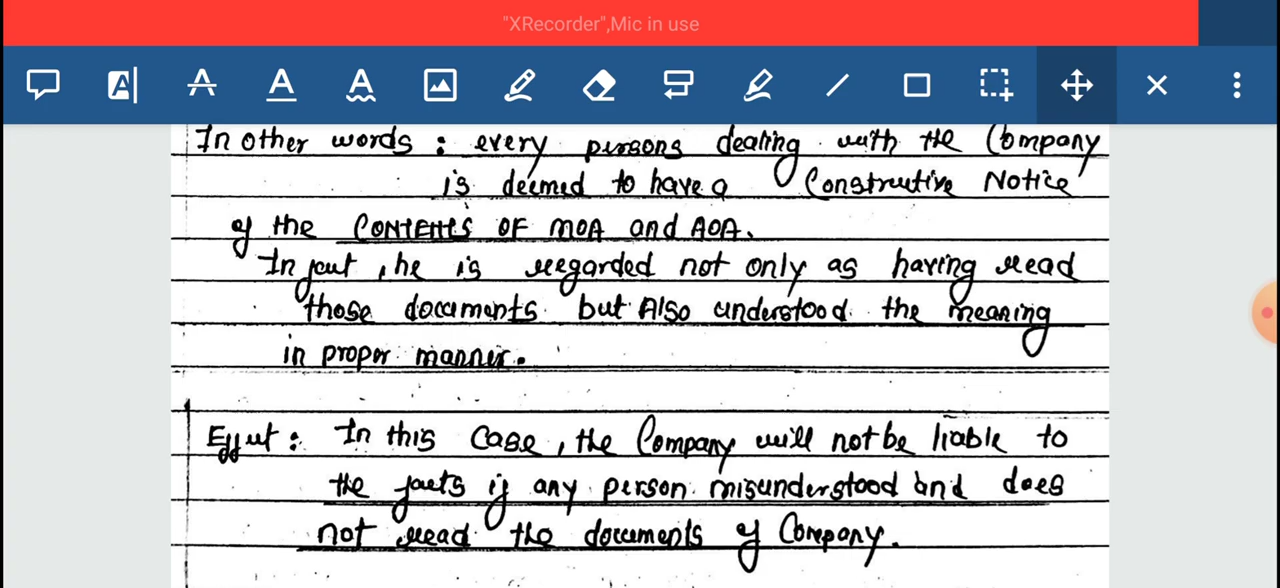 "XRecorder",Mic in use
In other words : every persons dealing with the Company
is deemed to have a Constructive Notice
of the CONTENTS OF MOA and AOA.
In fact, he is regarded not only as having read
those documents but Also understood the meaning
in proper manner.
Effect : In this case, the Company will not be liable to
the facts if any person misunderstood and does
not read the documents of Company.